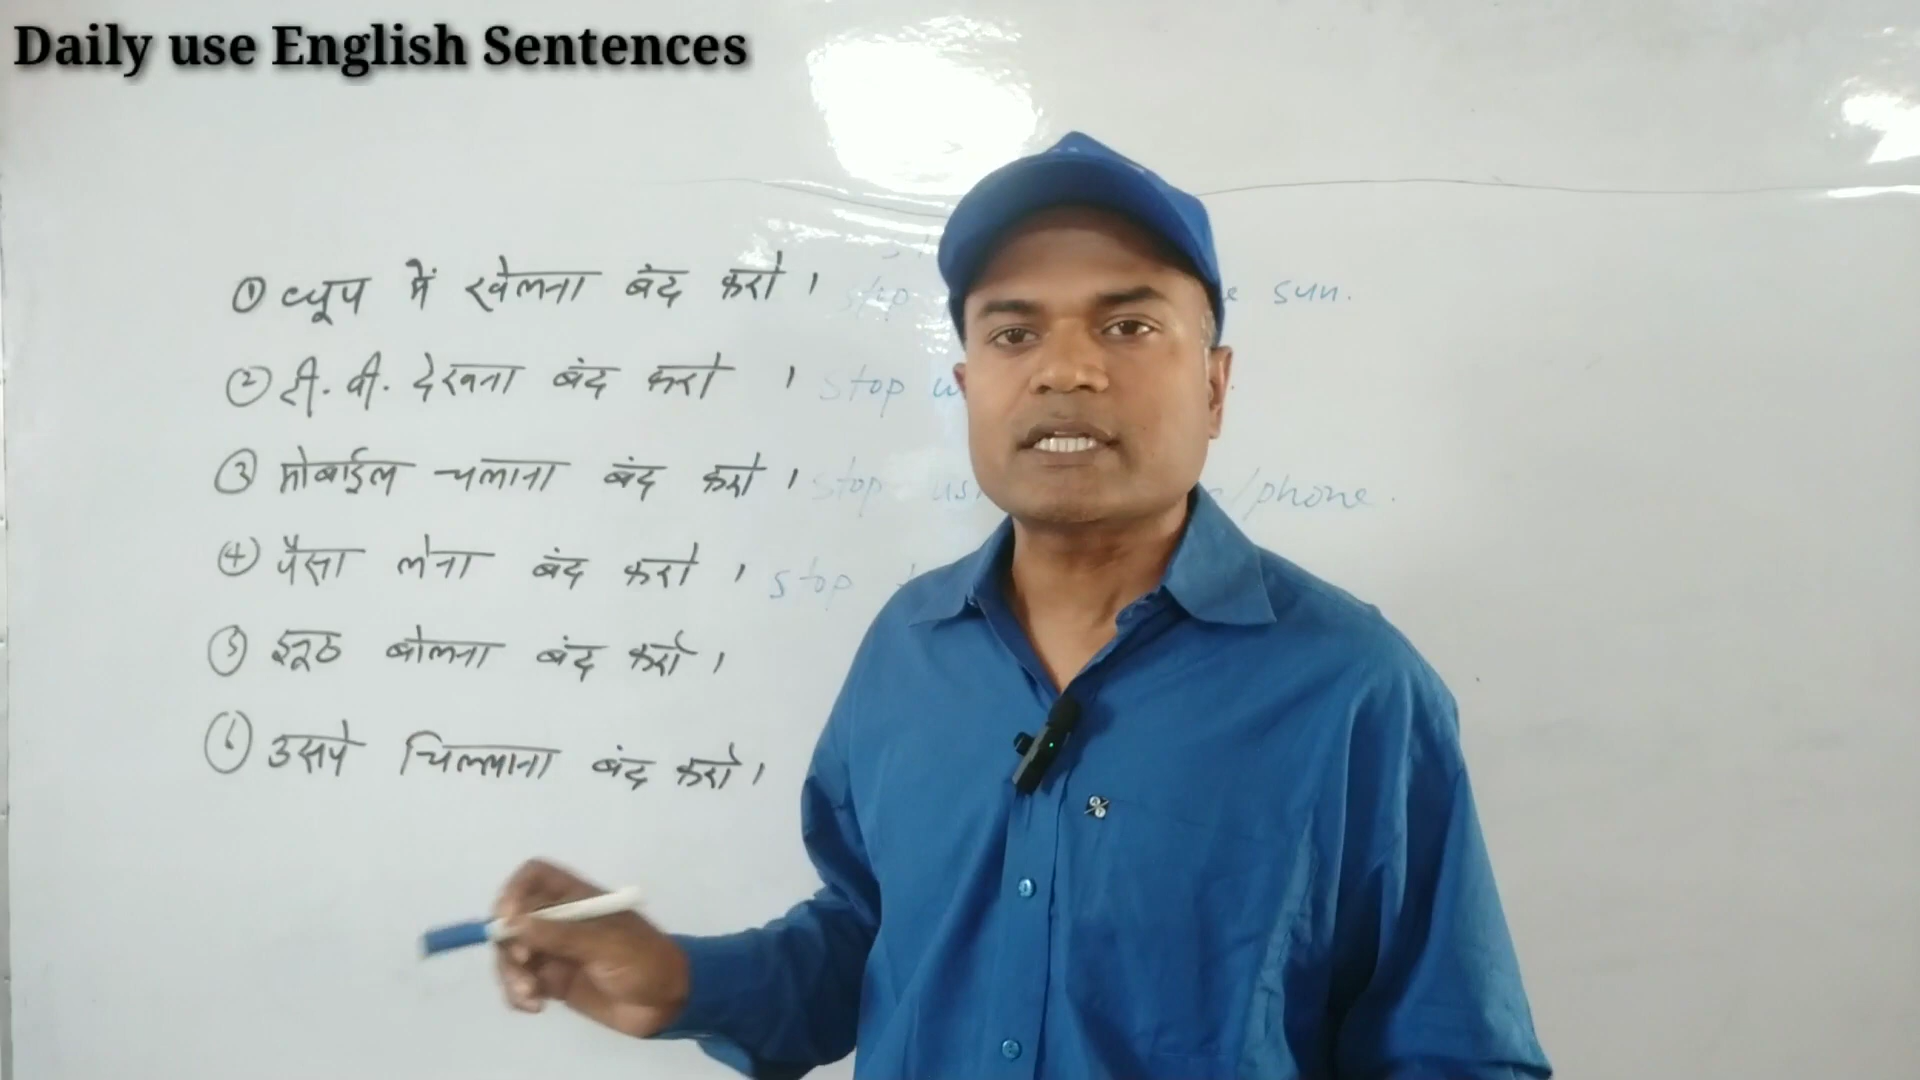 Daily use English Sentences
① धूप में खेलना बंद करो । stop sun.
② टी. वी. देखना बंद करो । stop
③ मोबाईल चलाना बंद करो । stop /phone.
④ पैसा लेना बंद करो । stop
⑤ झूठ बोलना बंद करो ।
⑥ उसपे चिल्लाना बंद करो ।